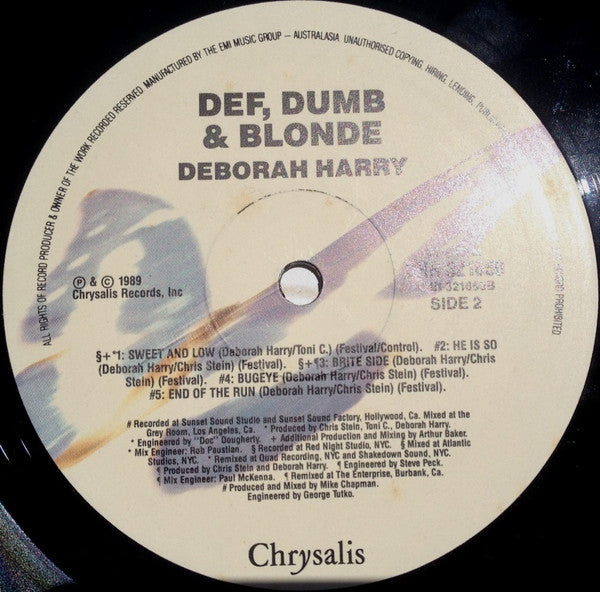 ALL RIGHTS OF RECORD PRODUCER & OWNER OF THE WORK RECORDED RESERVED MANUFACTURED BY THE EMI MUSIC GROUP – AUSTRALASIA. UNAUTHORISED COPYING, HIRING, LENDING, PROHIBITED
DEF, DUMB
& BLONDE
DEBORAH HARRY
Ⓟ & © 1989
Chrysalis Records, Inc
SIDE 2
§+*1: SWEET AND LOW (Deborah Harry/Toni C.) (Festival/Control). #2: HE IS SO
(Deborah Harry/Chris Stein) (Festival). §+¶3: BRITE SIDE (Deborah Harry/Chris
Stein) (Festival). #4: BUGEYE (Deborah Harry/Chris Stein) (Festival).
#5: END OF THE RUN (Deborah Harry/Chris Stein) (Festival).
# Recorded at Sunset Sound Studio and Sunset Sound Factory, Hollywood, Ca. Mixed at the
Grey Room, Los Angeles, Ca. * Produced by Chris Stein, Toni C., Deborah Harry.
* Engineered by "Doc" Dougherly. + Additional Production and Mixing by Arthur Baker.
* Mix Engineer: Rob Paustian. § Recorded at Red Night Studio, NYC. § Mixed at Atlantic
Studios, NYC. * Remixed at Quad Recording, NYC and Shakedown Sound, NYC.
¶ Produced by Chris Stein and Deborah Harry. ¶ Engineered by Steve Peck.
¶ Mix Engineer: Paul McKenna. ¶ Remixed at The Enterprise, Burbank, Ca.
# Produced and Mixed by Mike Chapman.
Engineered by George Tutko.
Chrysalis